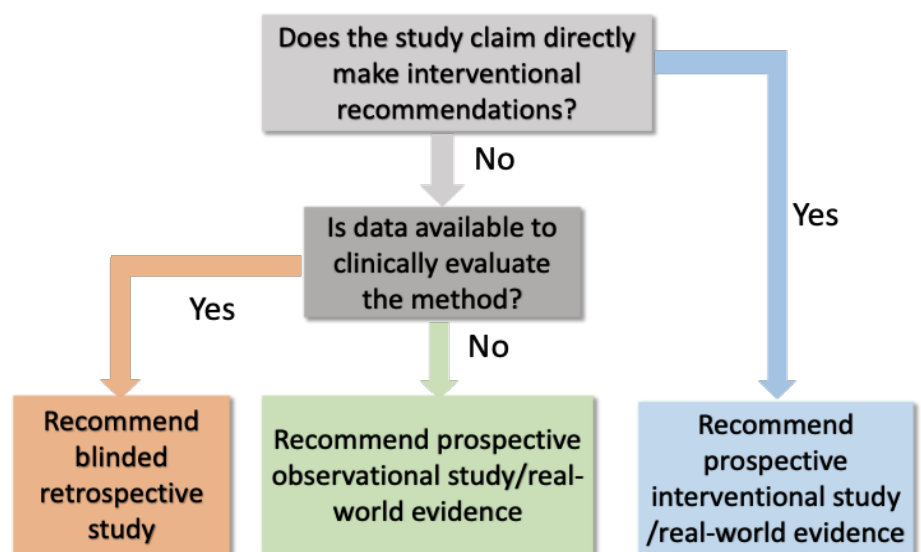 Does the study claim directly
make interventional
recommendations?
No
Yes
Is data available to
clinically evaluate
the method?
Yes
No
Recommend
blinded
retrospective
study
Recommend prospective
observational study/real-
world evidence
Recommend
prospective
interventional study
/real-world evidence